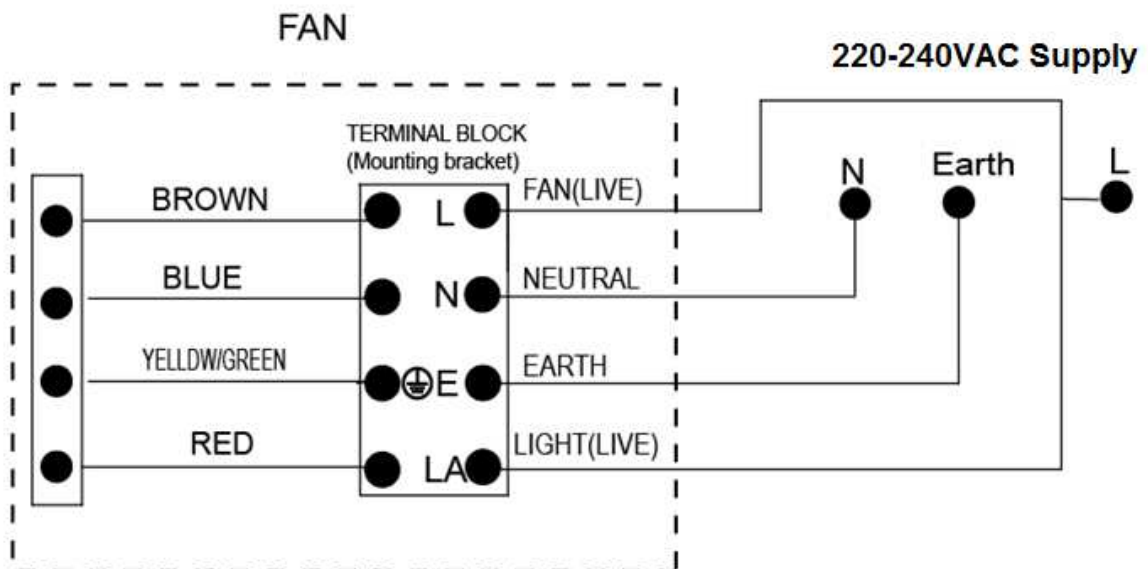 FAN
220-240VAC Supply
TERMINAL BLOCK
(Mounting bracket)
BROWN
L
FAN(LIVE)
N
Earth
L
BLUE
N
NEUTRAL
YELLDW/GREEN
E
EARTH
RED
LA
LIGHT(LIVE)